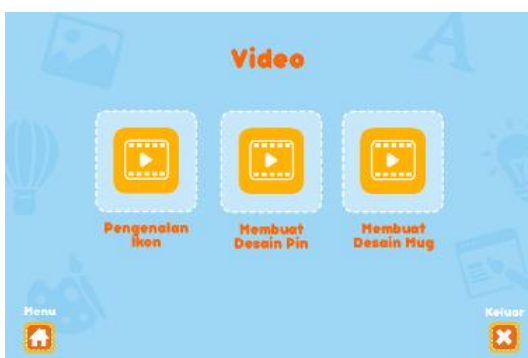 Video
Pengenalan
Ikon
Membuat
Desain Pin
Membuat
Desain Mug
Menu
Keluar